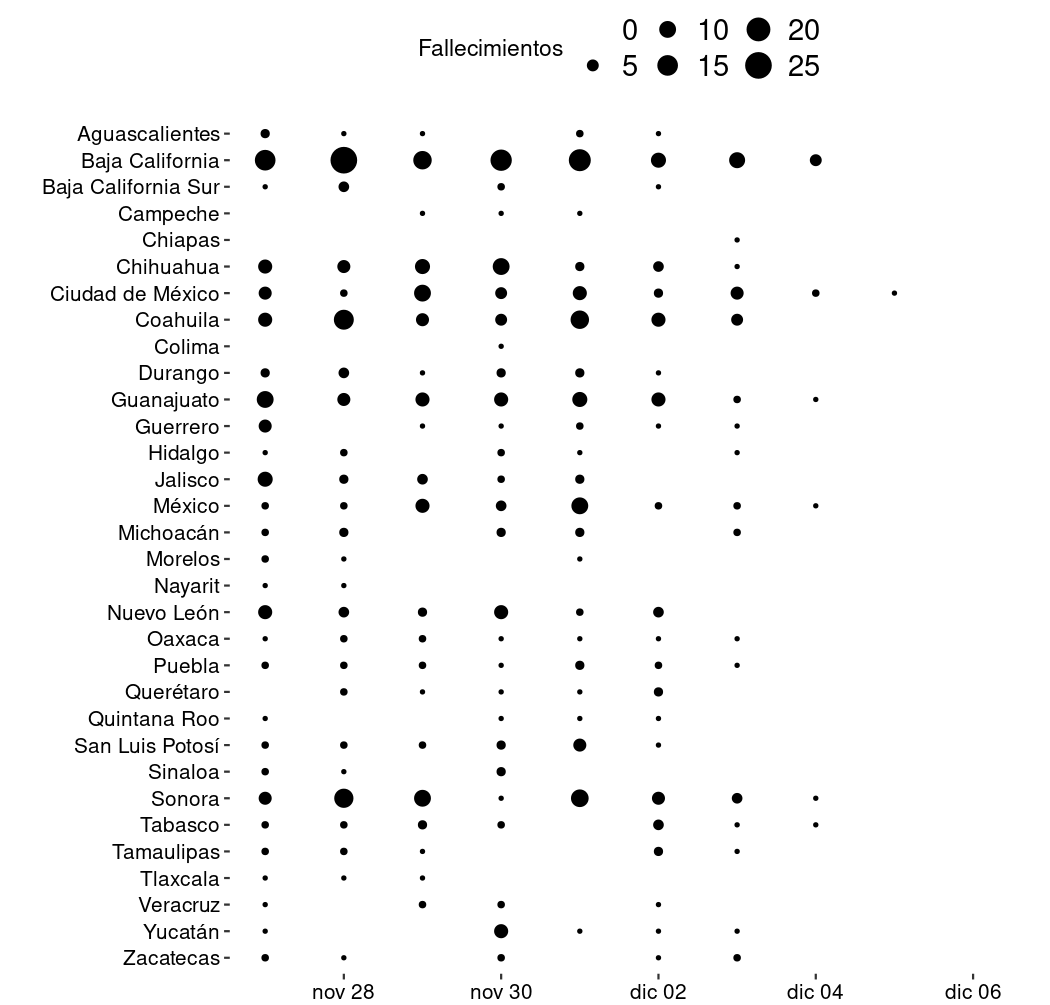 Fallecimientos
0 10 20
5 15 25
Aguascalientes
Baja California
Baja California Sur
Campeche
Chiapas
Chihuahua
Ciudad de México
Coahuila
Colima
Durango
Guanajuato
Guerrero
Hidalgo
Jalisco
México
Michoacán
Morelos
Nayarit
Nuevo León
Oaxaca
Puebla
Querétaro
Quintana Roo
San Luis Potosí
Sinaloa
Sonora
Tabasco
Tamaulipas
Tlaxcala
Veracruz
Yucatán
Zacatecas
nov 28 nov 30 dic 02 dic 04 dic 06